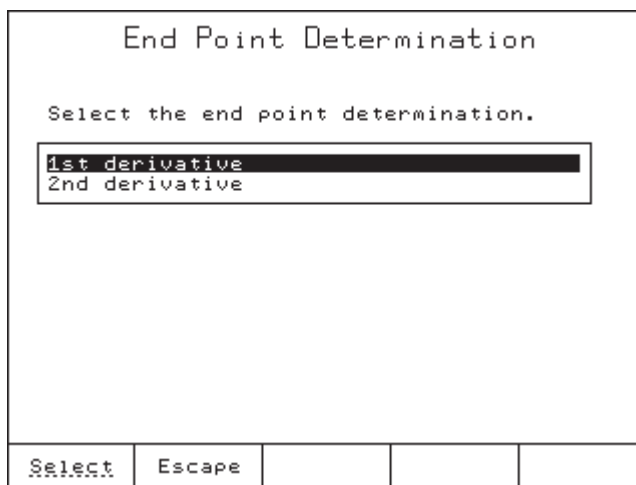 End Point Determination
Select the end point determination.
1st derivative
2nd derivative
Select Escape